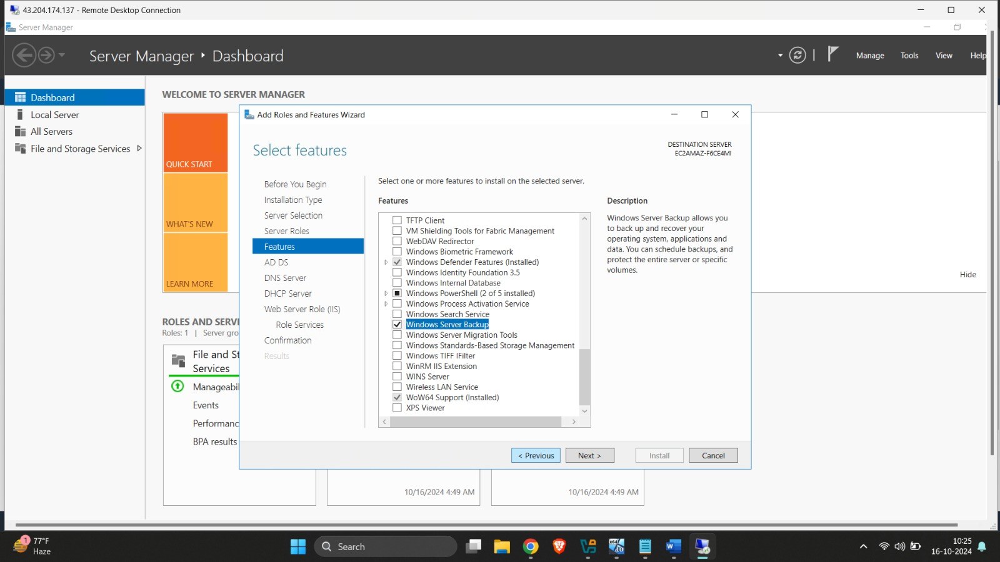 43.204.174.137 - Remote Desktop Connection
Server Manager
Server Manager ‣ Dashboard
Manage Tools View Help
Dashboard
Local Server
All Servers
File and Storage Services
WELCOME TO SERVER MANAGER
QUICK START
WHAT'S NEW
LEARN MORE
Hide
ROLES AND SERV
Roles: 1 | Server gro
File and St
Services
Manageabil
Events
Performanc
BPA results
10/16/2024 4:49 AM
10/16/2024 4:49 AM
Add Roles and Features Wizard
Select features
DESTINATION SERVER
EC2AMAZ-F6CE4MI
Before You Begin
Installation Type
Server Selection
Server Roles
Features
AD DS
DNS Server
DHCP Server
Web Server Role (IIS)
Role Services
Confirmation
Results
Select one or more features to install on the selected server.
Features
TFTP Client
VM Shielding Tools for Fabric Management
WebDAV Redirector
Windows Biometric Framework
Windows Defender Features (Installed)
Windows Identity Foundation 3.5
Windows Internal Database
Windows PowerShell (2 of 5 installed)
Windows Process Activation Service
Windows Search Service
Windows Server Backup
Windows Server Migration Tools
Windows Standards-Based Storage Management
Windows TIFF IFilter
WinRM IIS Extension
WINS Server
Wireless LAN Service
WoW64 Support (Installed)
XPS Viewer
Description
Windows Server Backup allows you
to back up and recover your
operating system, applications and
data. You can schedule backups, and
protect the entire server or specific
volumes.
< Previous
Next >
Install
Cancel
1
77°F
Haze
Search
x64
40
W
10:25
16-10-2024